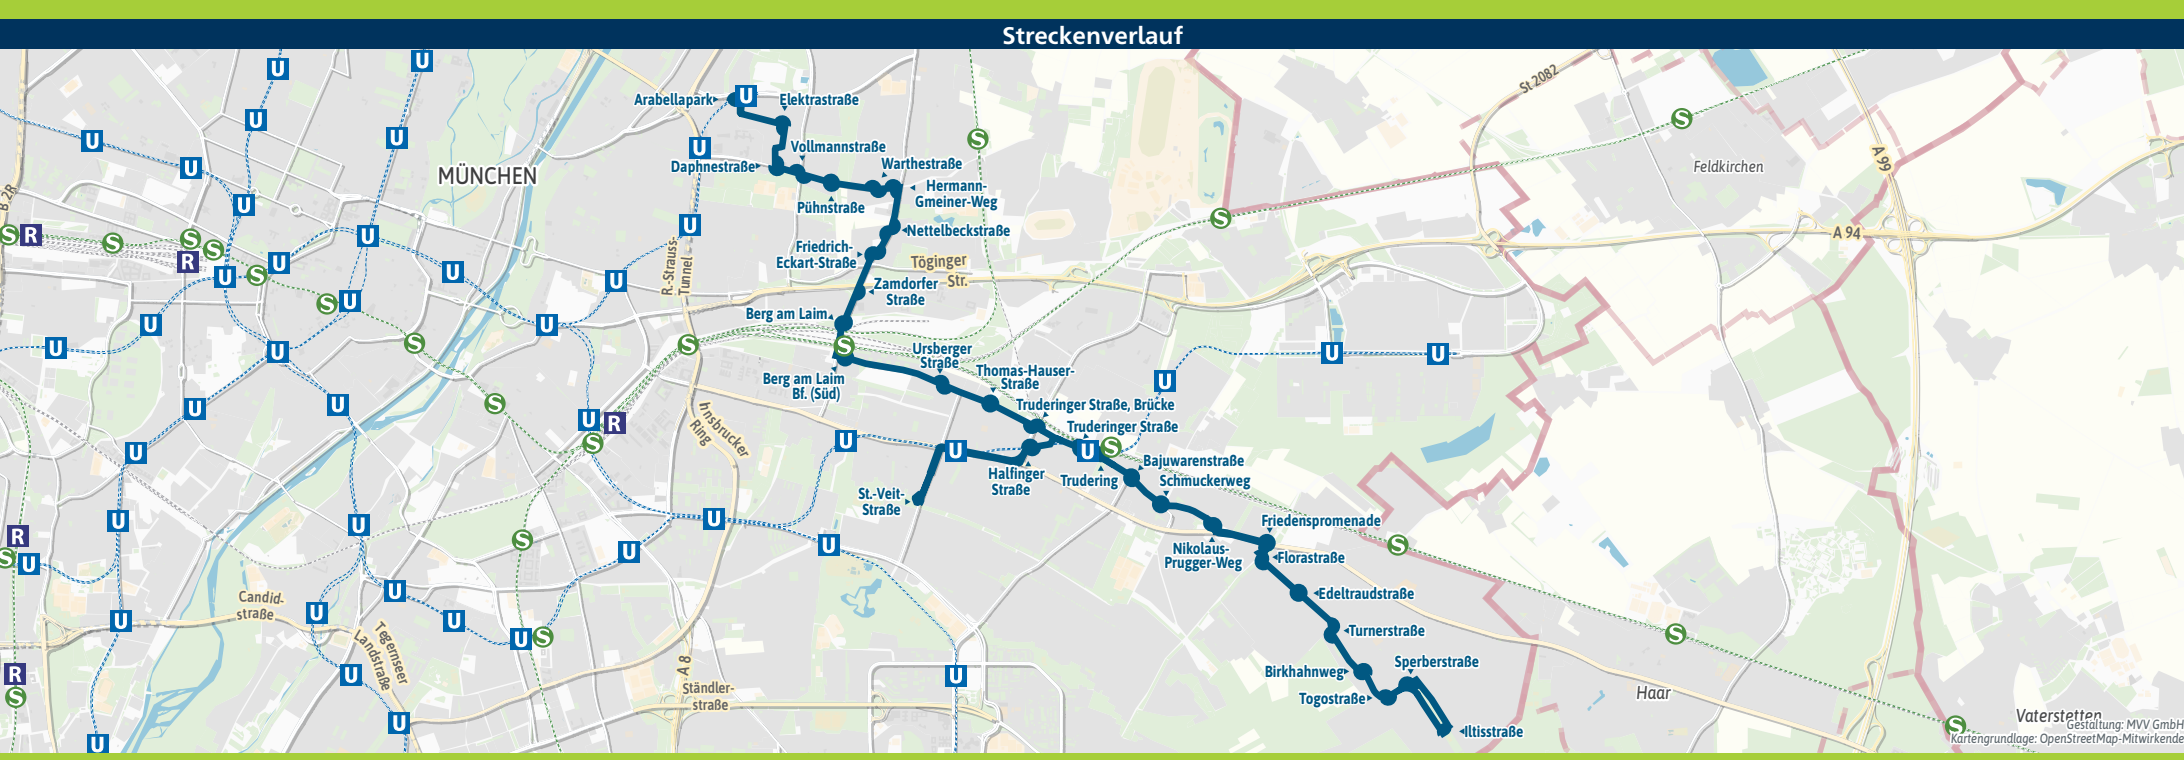 Streckenverlauf
U
U
St 2082
Arabellapark
U
Elektrastraße
U
S
U
U
U
S
A 99
U
Vollmannstraße
Daphnestraße
Warthestraße
Feldkirchen
U
MÜNCHEN
Hermann-
Gmeiner-Weg
B 2R
U
Pühnstraße
S
U
Nettelbeckstraße
A 94
S
R
S
S
S
U
R
U
Friedrich-
Eckart-Straße
R.-Strauss-
Tunnel
Töginger
Str.
U
S
U
U
Zamdorfer
Straße
S
U
Berg am Laim
U
U
S
S
S
U
U
Ursberger
Straße
U
U
Thomas-Hauser-
Straße
Berg am Laim
Bf. (Süd)
U
U
U
S
Innsbrucker
Ring
Truderinger Straße, Brücke
U
R
S
Truderinger Straße
U
U
U
S
U
Bajuwarenstraße
Halfinger
Straße
Trudering
Schmuckerweg
St.-Veit-
Straße
U
U
U
Friedenspromenade
R
S
U
U
S
S
U
Nikolaus-
Prugger-Weg
Florastraße
Candid-
straße
U
U
Edeltraudstraße
U
U
U
S
Turnerstraße
S
Tegernseer
Landstraße
A 8
R
S
U
U
Birkhahnweg
Sperberstraße
Ständler-
straße
Togostraße
Haar
U
U
Iltisstraße
S
Vaterstetten
Gestaltung: MVV GmbH
Kartengrundlage: OpenStreetMap-Mitwirkende